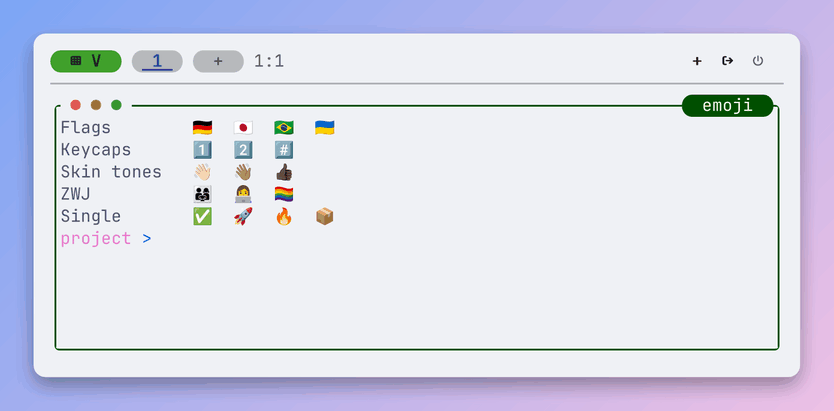 V 1 + 1:1 +
emoji
Flags 🇩🇪 🇯🇵 🇧🇷 🇺🇦
Keycaps 1️⃣ 2️⃣ #️⃣
Skin tones 👋🏻 👋🏽 👍🏿
ZWJ 👨‍👩‍👧 👩‍💻 🏳️‍🌈
Single ✅ 🚀 🔥 📦
project >